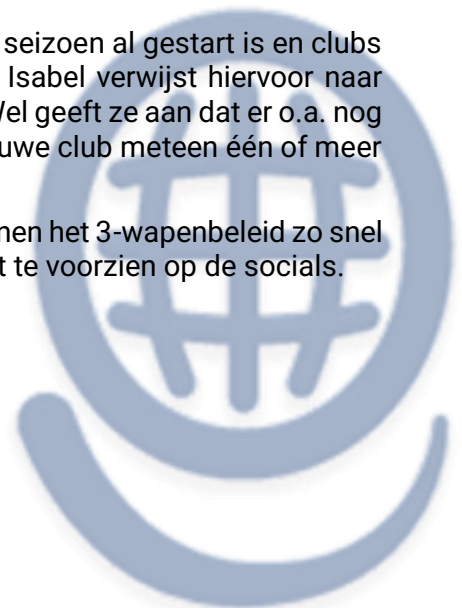 seizoen al gestart is en clubs
Isabel verwijst hiervoor naar
Wel geeft ze aan dat er o.a. nog
uwe club meteen één of meer
nen het 3-wapenbeleid zo snel
t te voorzien op de socials.